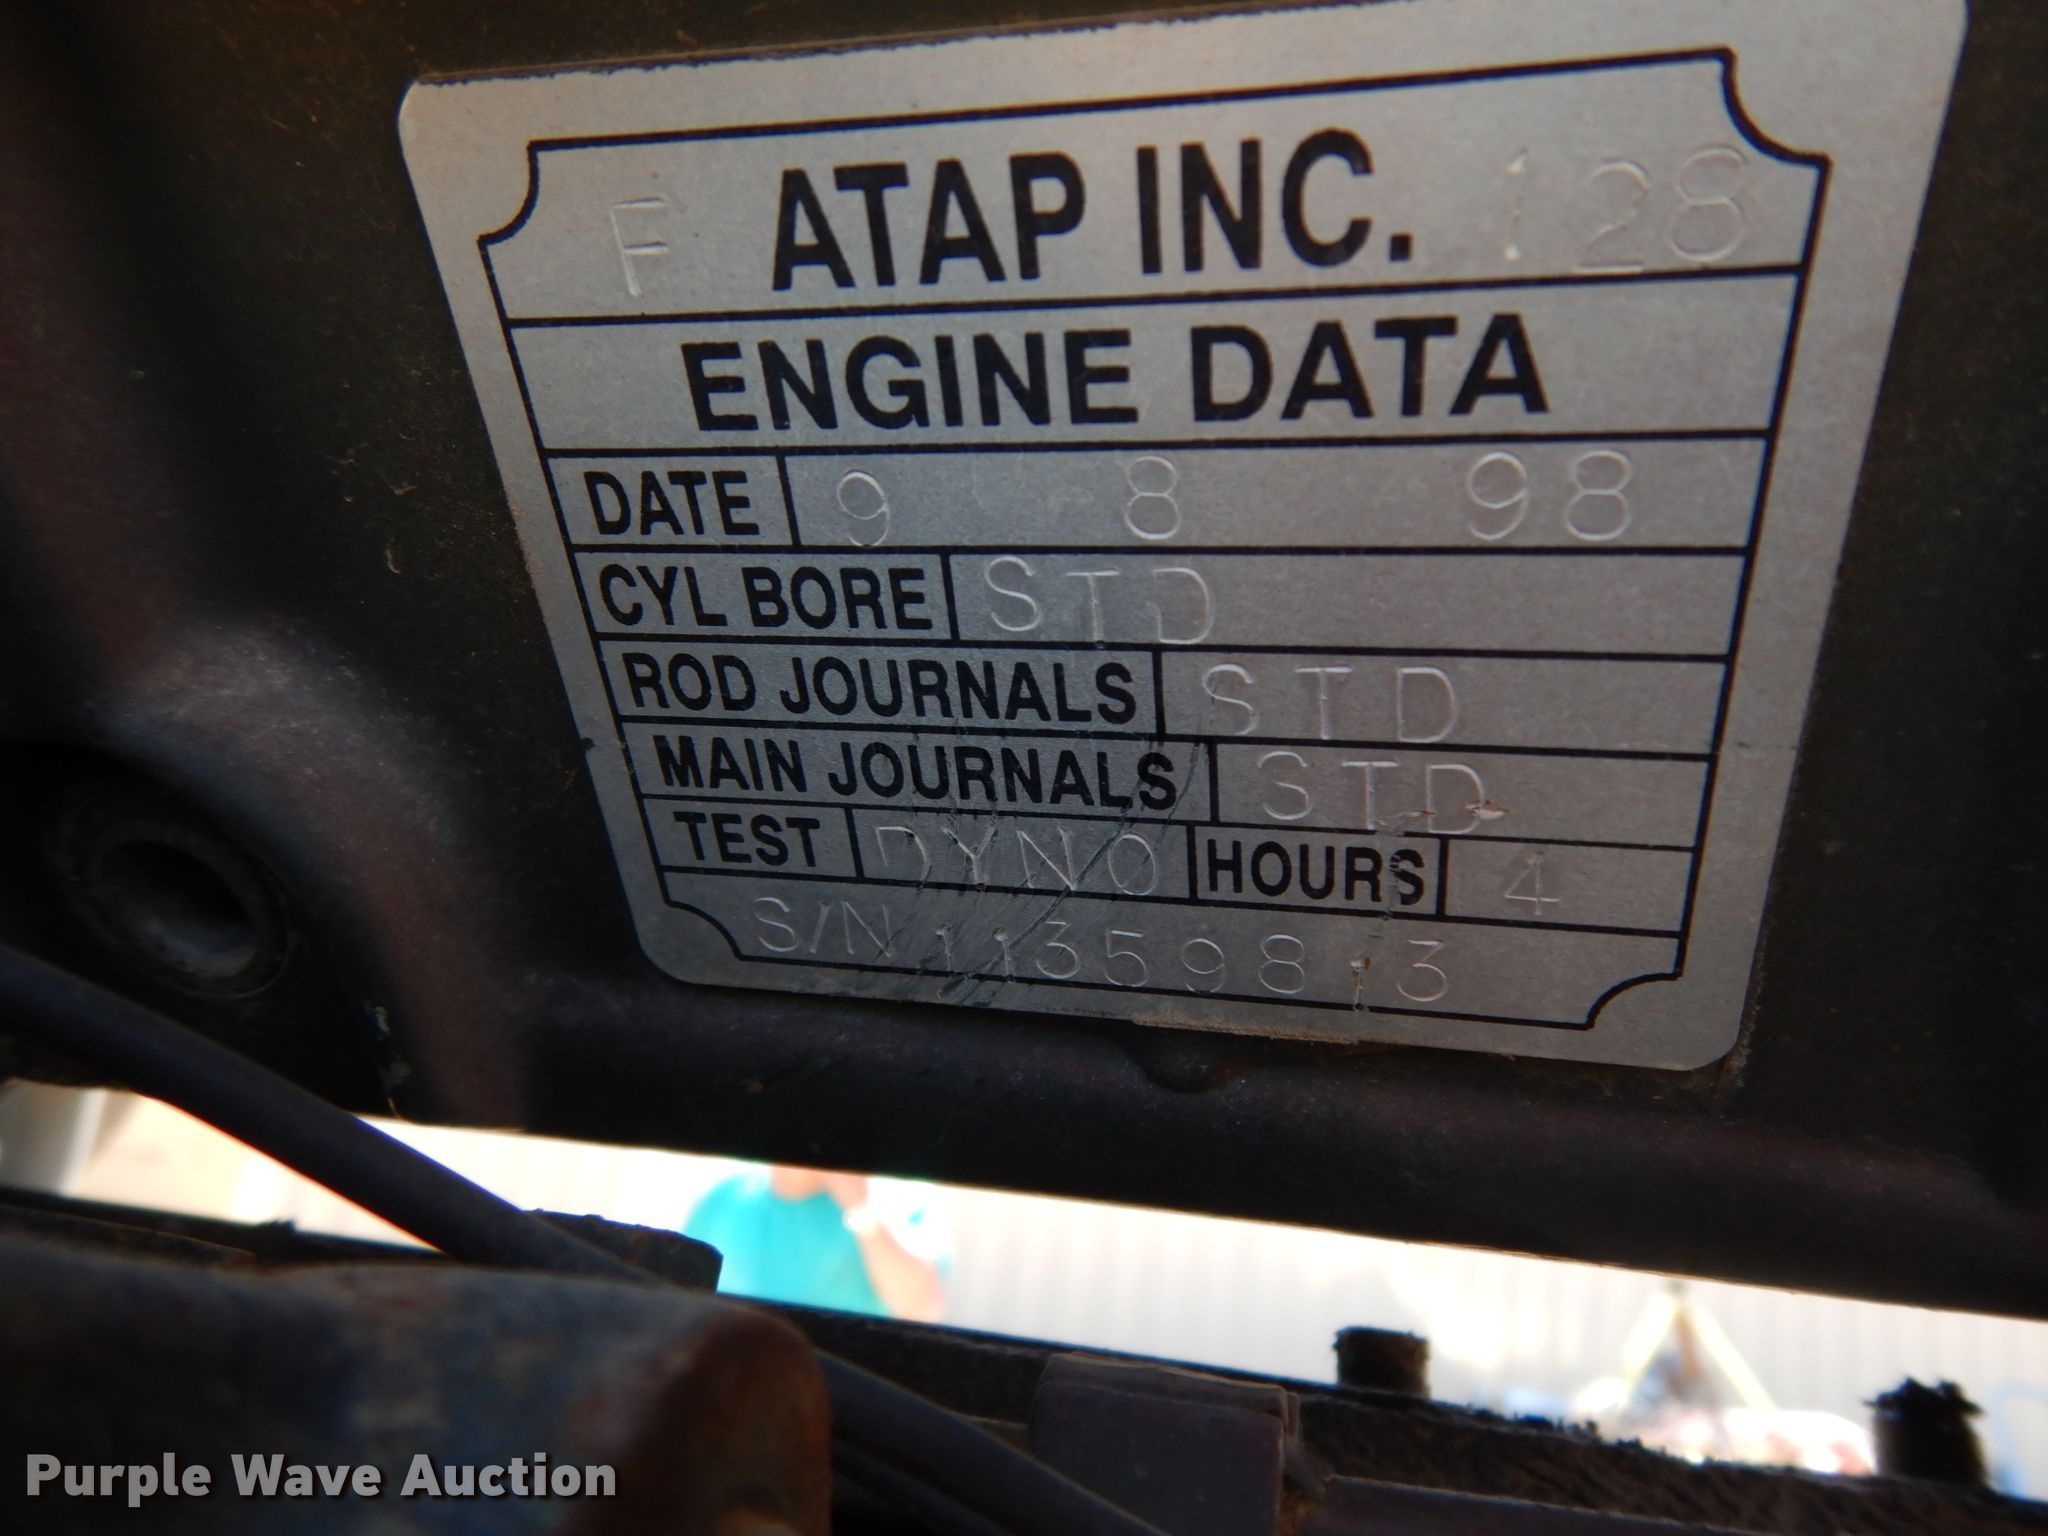 F ATAP INC. 128
ENGINE DATA
DATE 9 8 98
CYL BORE STD
ROD JOURNALS STD
MAIN JOURNALS STD
TEST DYNO HOURS 4
S/N 11359813
Purple Wave Auction